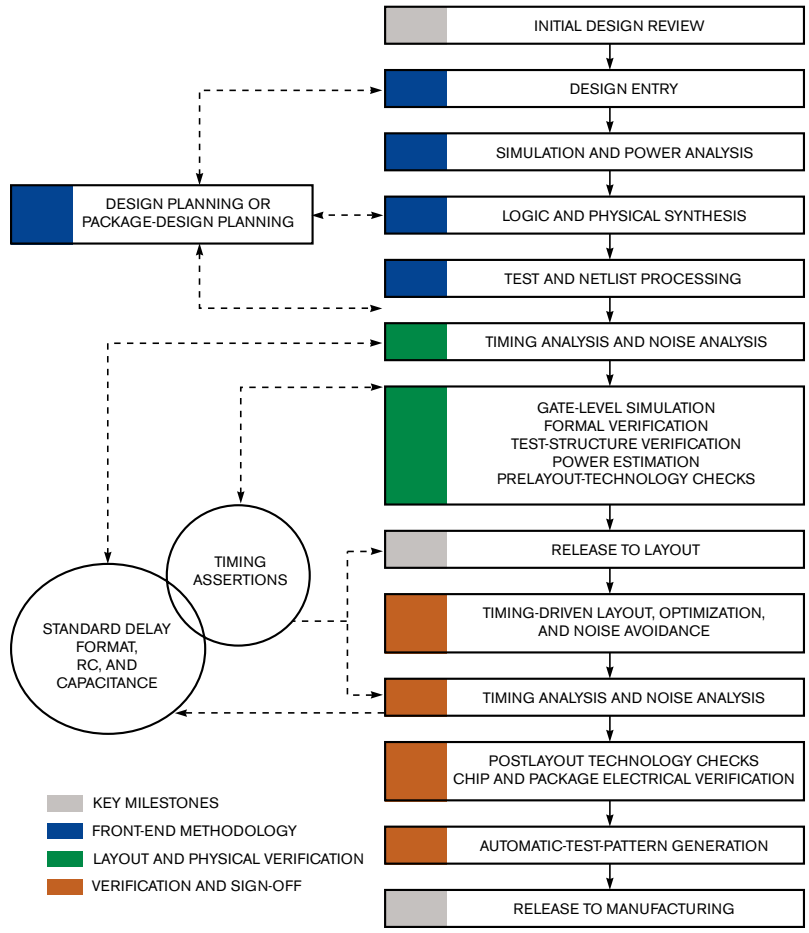 INITIAL DESIGN REVIEW
DESIGN ENTRY
SIMULATION AND POWER ANALYSIS
DESIGN PLANNING OR
PACKAGE-DESIGN PLANNING
LOGIC AND PHYSICAL SYNTHESIS
TEST AND NETLIST PROCESSING
TIMING ANALYSIS AND NOISE ANALYSIS
GATE-LEVEL SIMULATION
FORMAL VERIFICATION
TEST-STRUCTURE VERIFICATION
POWER ESTIMATION
PRELAYOUT-TECHNOLOGY CHECKS
TIMING
ASSERTIONS
RELEASE TO LAYOUT
STANDARD DELAY
FORMAT,
RC, AND
CAPACITANCE
TIMING-DRIVEN LAYOUT, OPTIMIZATION,
AND NOISE AVOIDANCE
TIMING ANALYSIS AND NOISE ANALYSIS
POSTLAYOUT TECHNOLOGY CHECKS
CHIP AND PACKAGE ELECTRICAL VERIFICATION
AUTOMATIC-TEST-PATTERN GENERATION
RELEASE TO MANUFACTURING
KEY MILESTONES
FRONT-END METHODOLOGY
LAYOUT AND PHYSICAL VERIFICATION
VERIFICATION AND SIGN-OFF